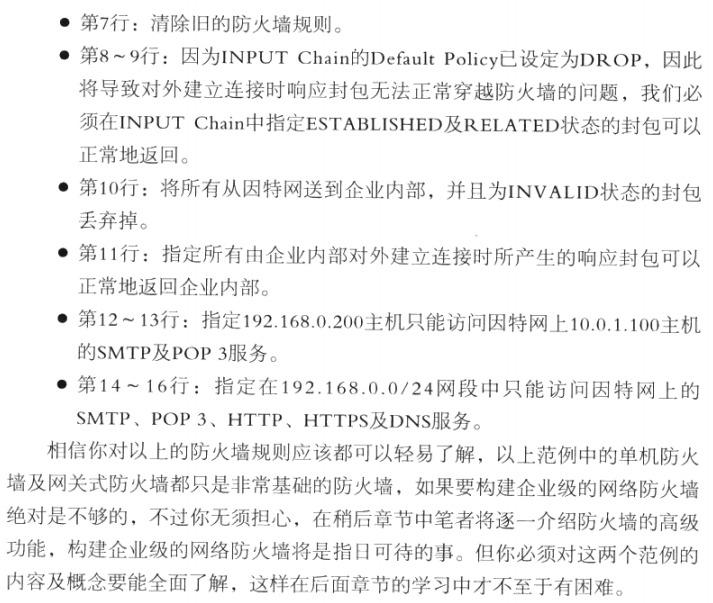 ● 第7行：清除旧的防火墙规则。
● 第8～9行：因为INPUT Chain的Default Policy已设定为DROP，因此
将导致对外建立连接时响应封包无法正常穿越防火墙的问题，我们必
须在INPUT Chain中指定ESTABLISHED及RELATED状态的封包可以
正常地返回。
● 第10行：将所有从因特网送到企业内部，并且为INVALID状态的封包
丢弃掉。
● 第11行：指定所有由企业内部对外建立连接时所产生的响应封包可以
正常地返回企业内部。
● 第12～13行：指定192.168.0.200主机只能访问因特网上10.0.1.100主机
的SMTP及POP 3服务。
● 第14～16行：指定在192.168.0.0/24网段中只能访问因特网上的
SMTP、POP 3、HTTP、HTTPS及DNS服务。
相信你对以上的防火墙规则应该都可以轻易了解，以上范例中的单机防火
墙及网关式防火墙都只是非常基础的防火墙，如果要构建企业级的网络防火墙
绝对是不够的，不过你无须担心，在稍后章节中笔者将逐一介绍防火墙的高级
功能，构建企业级的网络防火墙将是指日可待的事。但你必须对这两个范例的
内容及概念要能全面了解，这样在后面章节的学习中才不至于有困难。